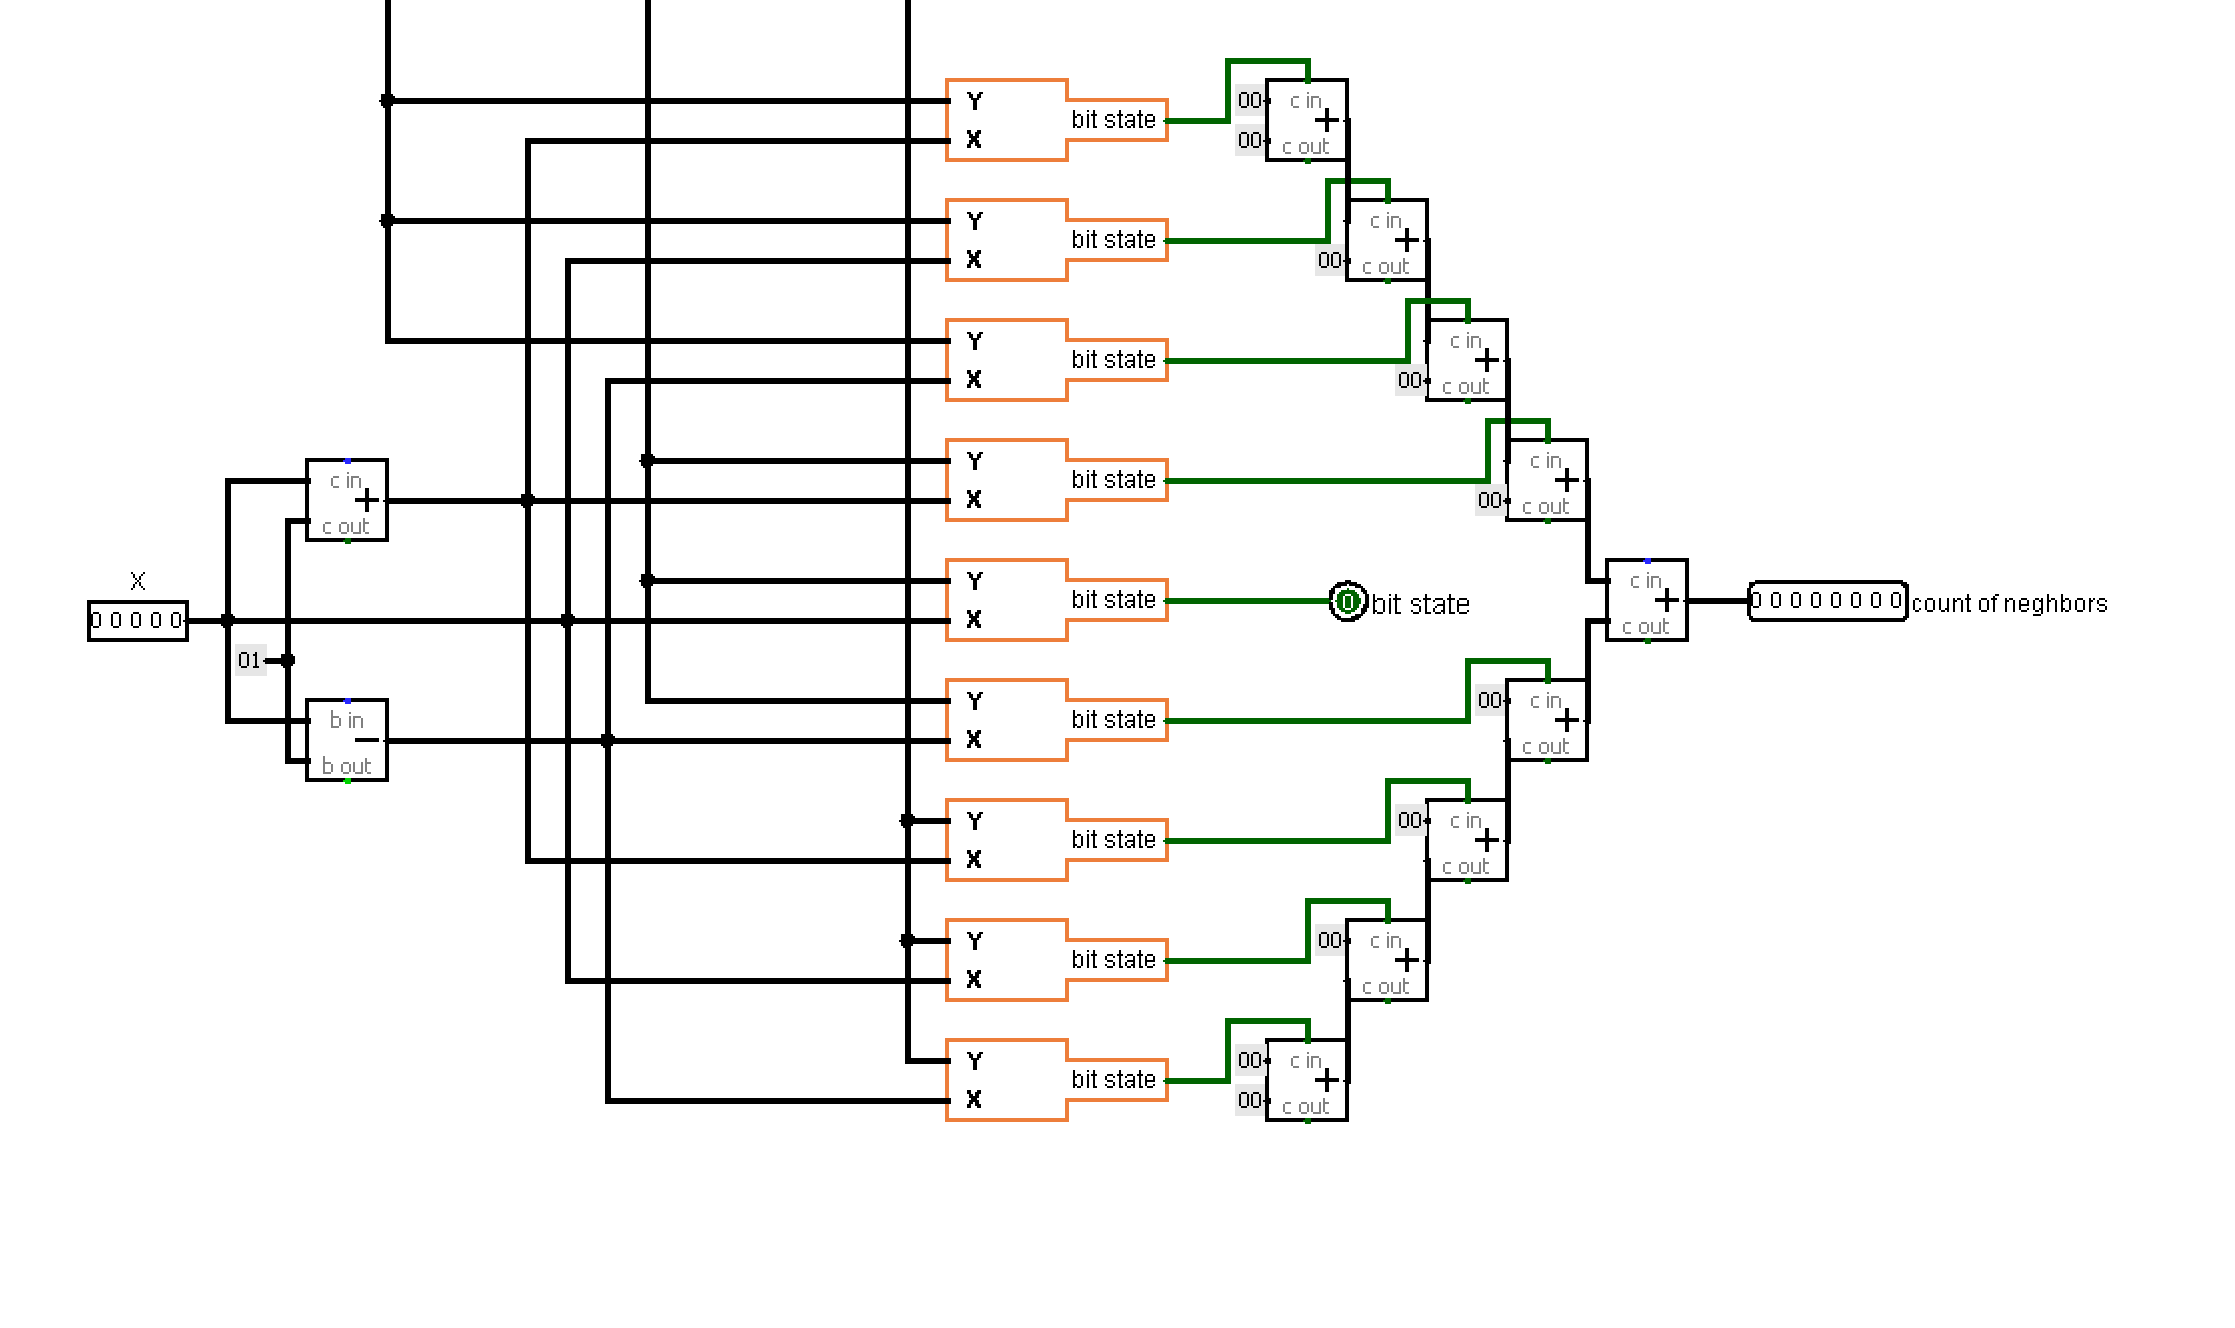 Y
00 c in
bit state +
X
00 c out
Y
c in
bit state +
X
00 c out
Y
c in
bit state +
X
00 c out
Y
c in
c in
bit state +
+
X
00 c out
c out
X
Y
c in
bit state 0 bit state
+ 0 0 0 0 0 0 0 0 count of neghbors
0 0 0 0 0
X
c out
01
Y
00 c in
b in
bit state +
−
X
c out
b out
Y
00 c in
bit state +
X
c out
Y
00 c in
bit state +
X
c out
Y
00 c in
bit state +
X
00 c out